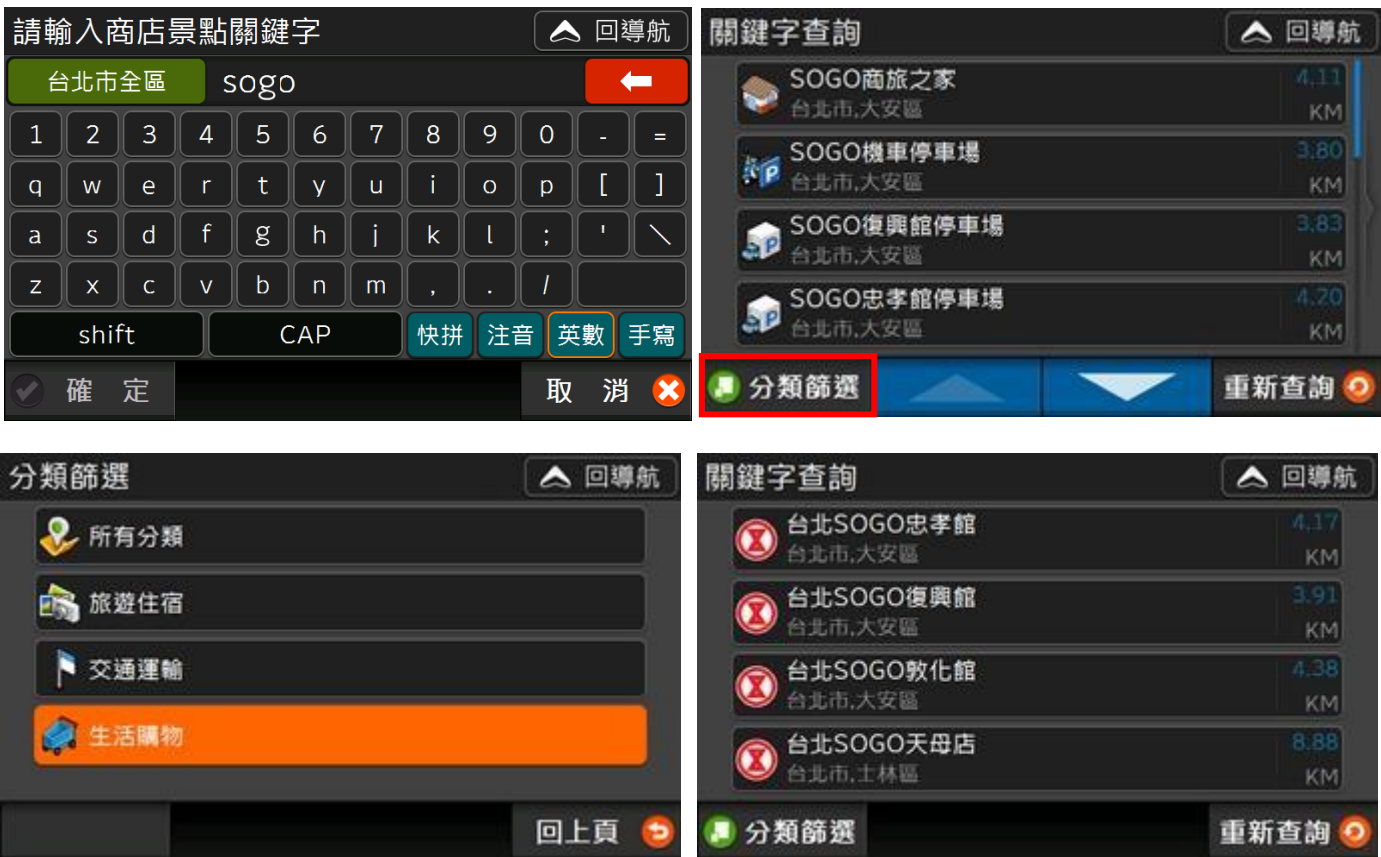 請輸入商店景點關鍵字
回導航
台北市全區 sogo
1 2 3 4 5 6 7 8 9 0 - =
q w e r t y u i o p [ ]
a s d f g h j k l ; ' \
z x c v b n m , . /
shift CAP 快拼 注音 英數 手寫
確 定
取 消
關鍵字查詢
回導航
SOGO商旅之家 4.11
台北市,大安區 KM
SOGO機車停車場 3.80
台北市,大安區 KM
SOGO復興館停車場 3.83
台北市,大安區 KM
SOGO忠孝館停車場 4.20
台北市,大安區 KM
分類篩選
重新查詢
分類篩選
回導航
所有分類
旅遊住宿
交通運輸
生活購物
回上頁
關鍵字查詢
回導航
台北SOGO忠孝館 4.17
台北市,大安區 KM
台北SOGO復興館 3.91
台北市,大安區 KM
台北SOGO敦化館 4.38
台北市,大安區 KM
台北SOGO天母店 8.88
台北市,士林區 KM
分類篩選
重新查詢